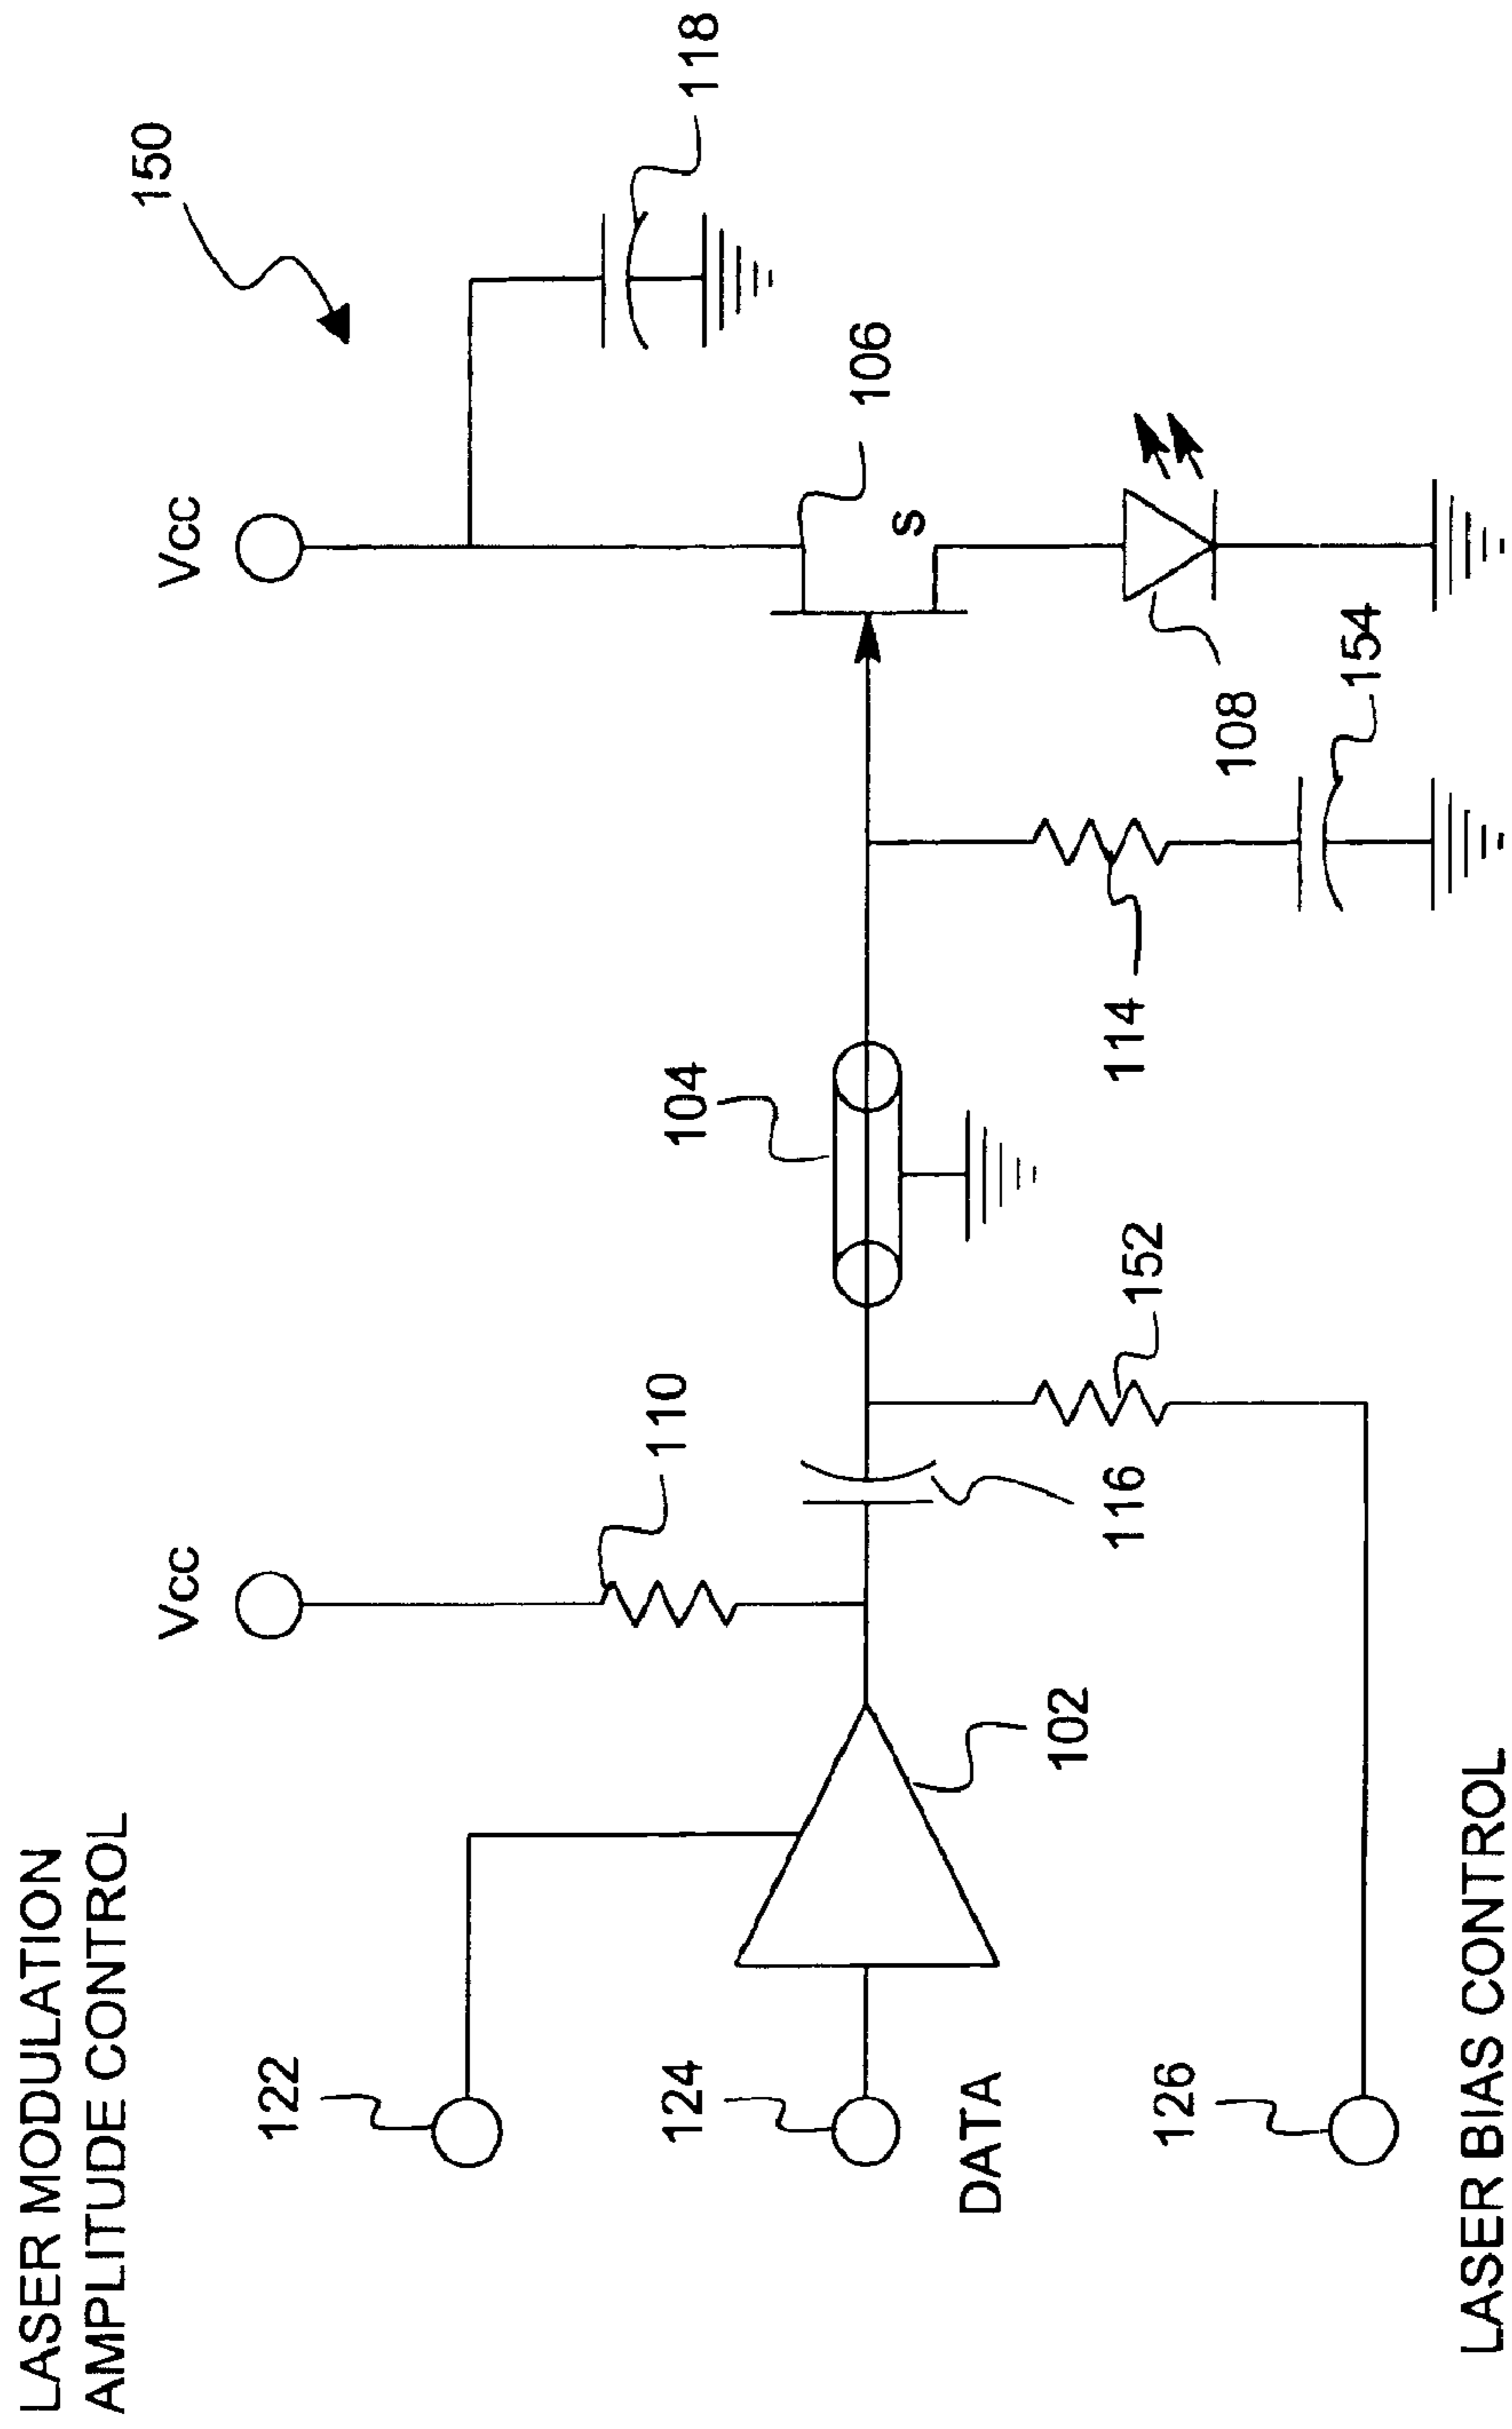 LASER MODULATION
AMPLITUDE CONTROL
Vcc
Vcc
150
122
110
104
118
124
106
102
116
s
DATA
126
152
114
108
154
LASER BIAS CONTROL